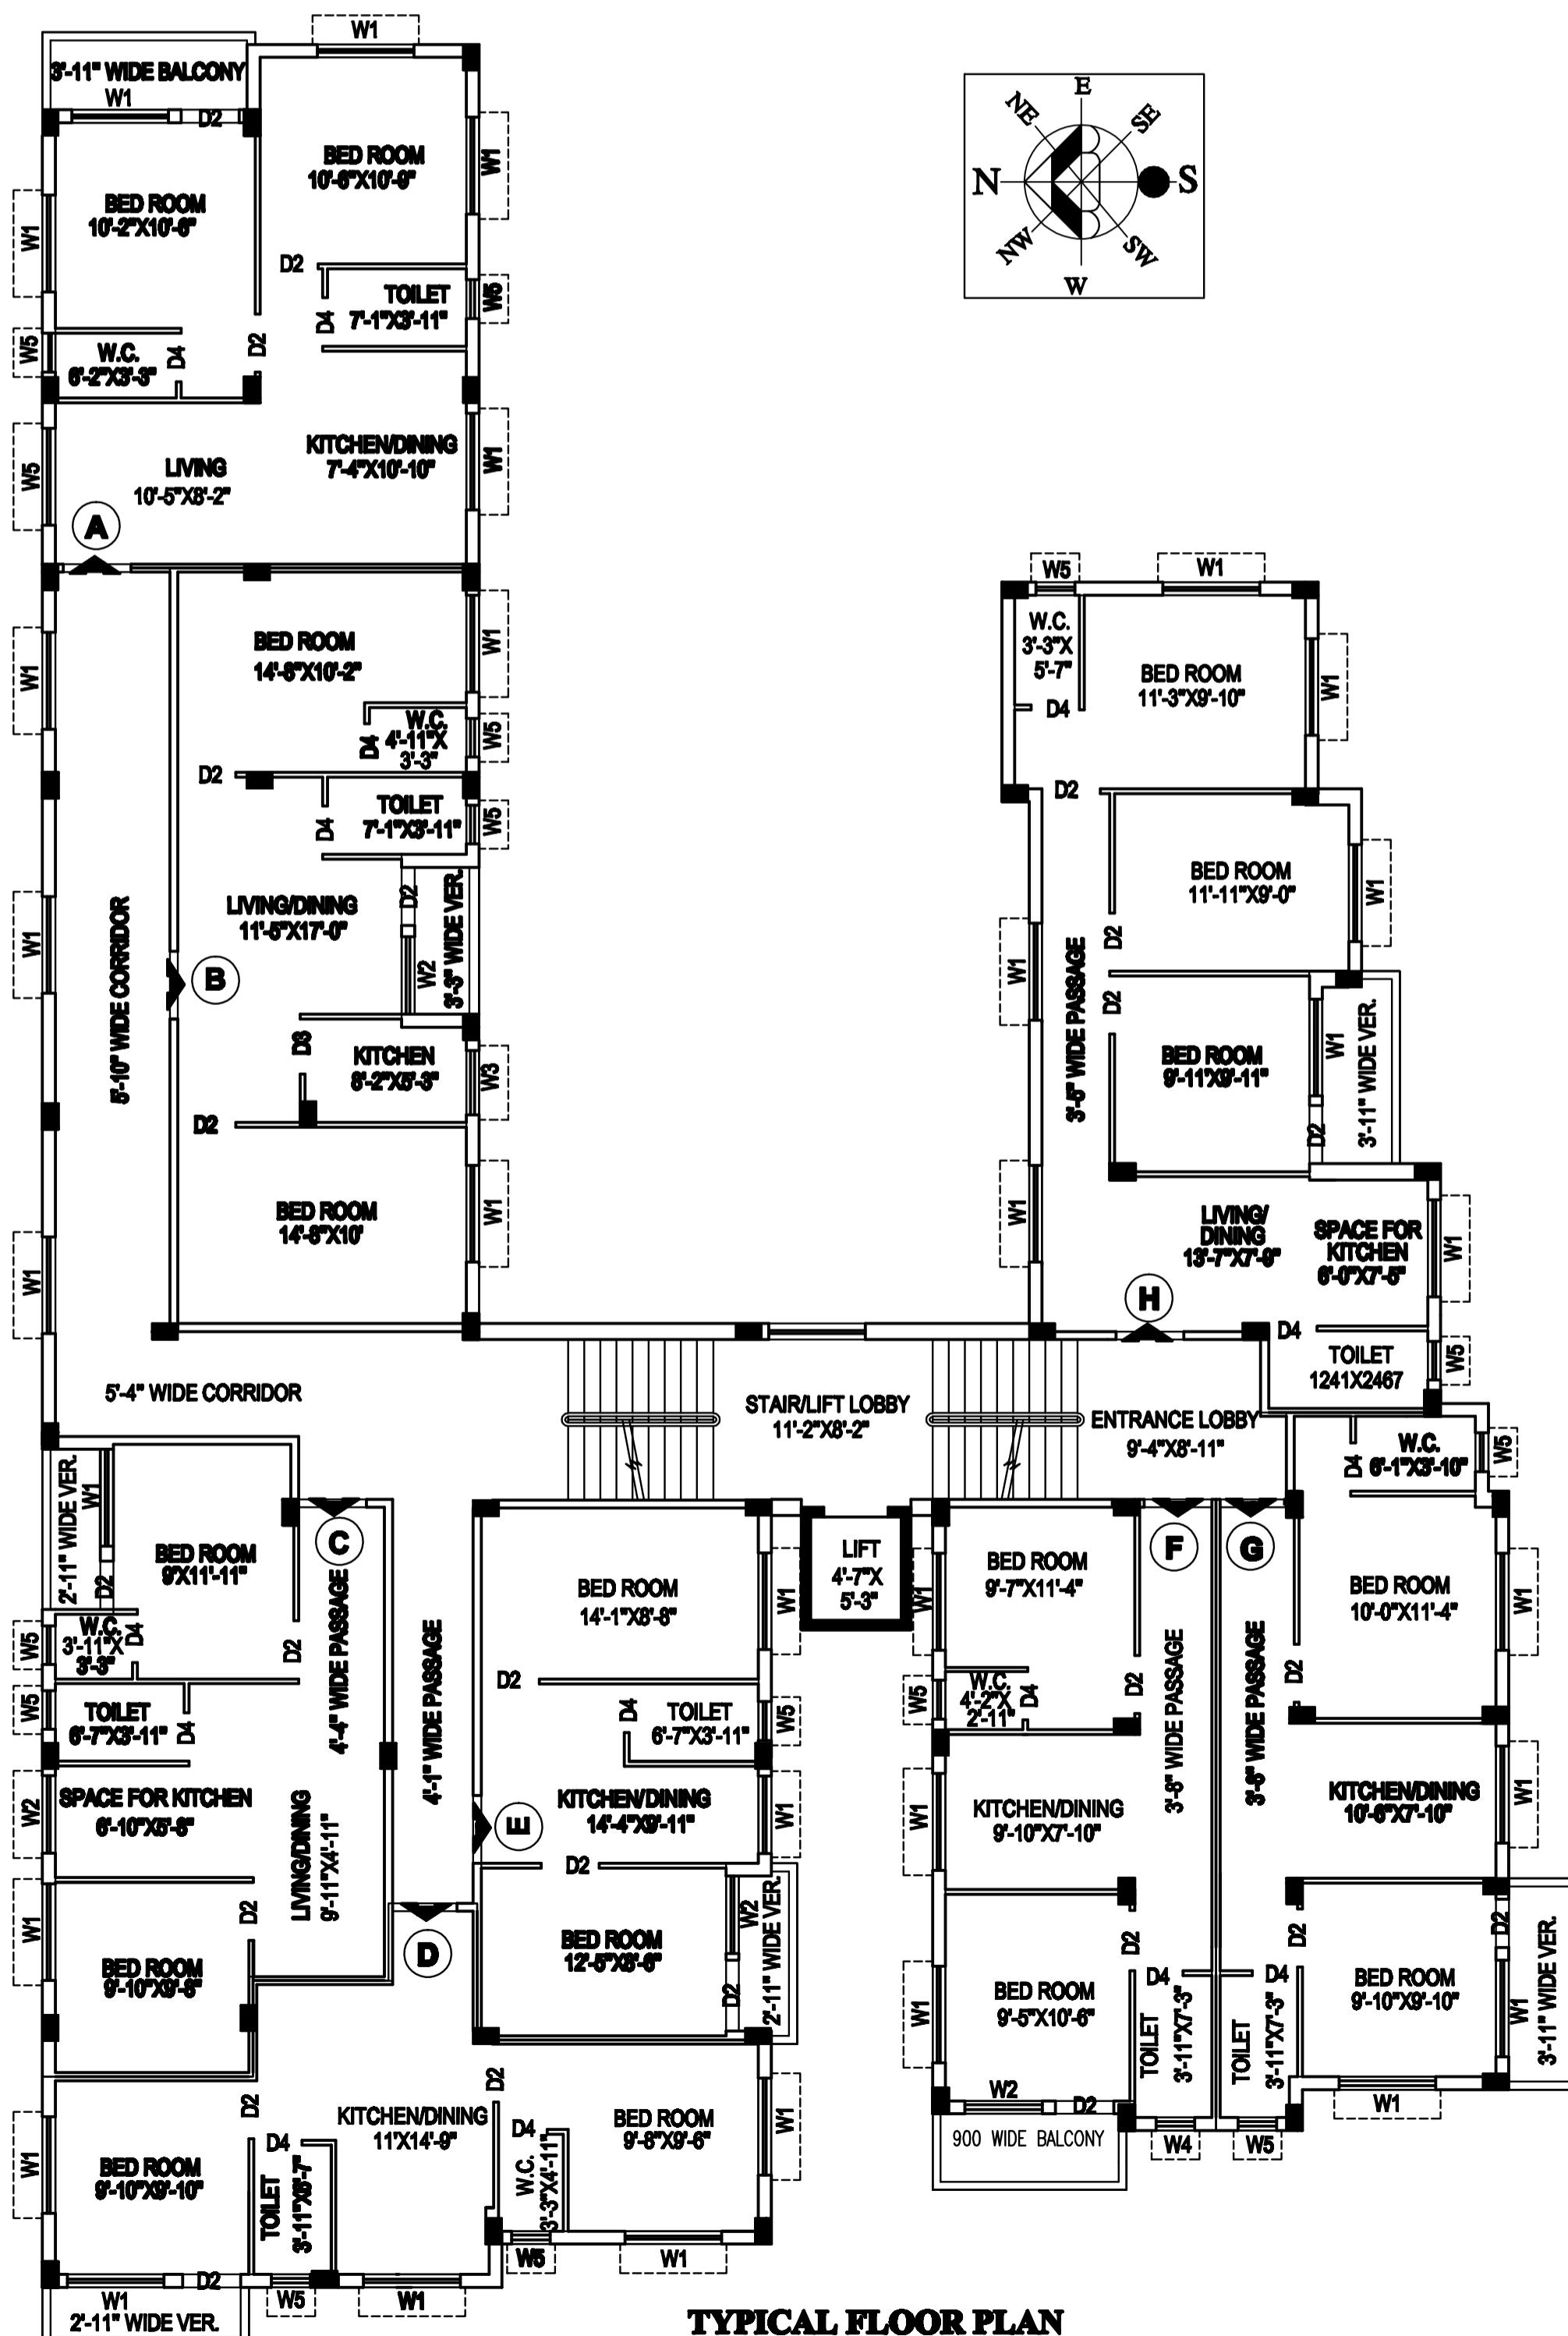 W1
3'-11" WIDE BALCONY
W1
D2
BED ROOM
10'-6"X10'-9"
W1
BED ROOM
10'-2"X10'-6"
W1
D2
TOILET
7'-1"X3'-11"
D4
W5
W5
W.C.
6'-2"X3'-3"
D4
D2
KITCHEN/DINING
7'-4"X10'-10"
W1
LIVING
10'-5"X8'-2"
W5
A
E
NE
SE
N
S
NW
SW
W
W1
BED ROOM
14'-8"X10'-2"
W1
W.C.
4'-11"X
3'-3"
D4
W5
D2
TOILET
7'-1"X3'-11"
D4
W5
LIVING/DINING
11'-5"X17'-0"
D2
W2
3'-3" WIDE VER.
5'-10" WIDE CORRIDOR
W1
B
D3
KITCHEN
8'-2"X5'-3"
W3
D2
BED ROOM
14'-8"X10'
W1
W1
W5
W1
W.C.
3'-3"X
5'-7"
D4
BED ROOM
11'-3"X9'-10"
W1
D2
BED ROOM
11'-11"X9'-0"
W1
D2
W1
3'-5" WIDE PASSAGE
D2
BED ROOM
9'-11"X9'-11"
W1
D2
3'-11" WIDE VER.
W1
LIVING/
DINING
13'-7"X7'-9"
SPACE FOR
KITCHEN
6'-0"X7'-5"
W1
H
D4
TOILET
1241X2467
W5
5'-4" WIDE CORRIDOR
STAIR/LIFT LOBBY
11'-2"X8'-2"
ENTRANCE LOBBY
9'-4"X8'-11"
W.C.
6'-1"X3'-10"
D4
W5
2'-11" WIDE VER.
W1
D2
BED ROOM
9'X11'-11"
C
4'-4" WIDE PASSAGE
D2
W.C.
3'-11"X
3'-3"
D4
W5
TOILET
6'-7"X3'-11"
D4
W5
SPACE FOR KITCHEN
6'-10"X5'-8"
W2
LIVING/DINING
9'-11"X4'-11"
D2
BED ROOM
9'-10"X9'-8"
W1
4'-1" WIDE PASSAGE
BED ROOM
14'-1"X8'-8"
W1
D2
D4
TOILET
6'-7"X3'-11"
W5
KITCHEN/DINING
14'-4"X9'-11"
W1
E
D2
BED ROOM
12'-5"X8'-6"
W2
D2
2'-11" WIDE VER.
D
LIFT
4'-7"X
5'-3"
W1
BED ROOM
9'-7"X11'-4"
F
D2
3'-8" WIDE PASSAGE
W.C.
4'-2"X
2'-11"
D4
W5
KITCHEN/DINING
9'-10"X7'-10"
W1
BED ROOM
9'-5"X10'-6"
W1
D2
D4
TOILET
3'-11"X7'-3"
W2
D2
900 WIDE BALCONY
W4
G
3'-8" WIDE PASSAGE
D2
BED ROOM
10'-0"X11'-4"
W1
KITCHEN/DINING
10'-6"X7'-10"
W1
D2
D4
TOILET
3'-11"X7'-3"
BED ROOM
9'-10"X9'-10"
D2
W1
3'-11" WIDE VER.
W5
W1
D2
BED ROOM
9'-10"X9'-10"
W1
D4
TOILET
KITCHEN/DINING
11'X14'-9"
D2
D4
W.C.
3'-3"X4'-11"
BED ROOM
9'-8"X9'-6"
W1
W5
W1
W1
D2
W5
W1
2'-11" WIDE VER.
TYPICAL FLOOR PLAN